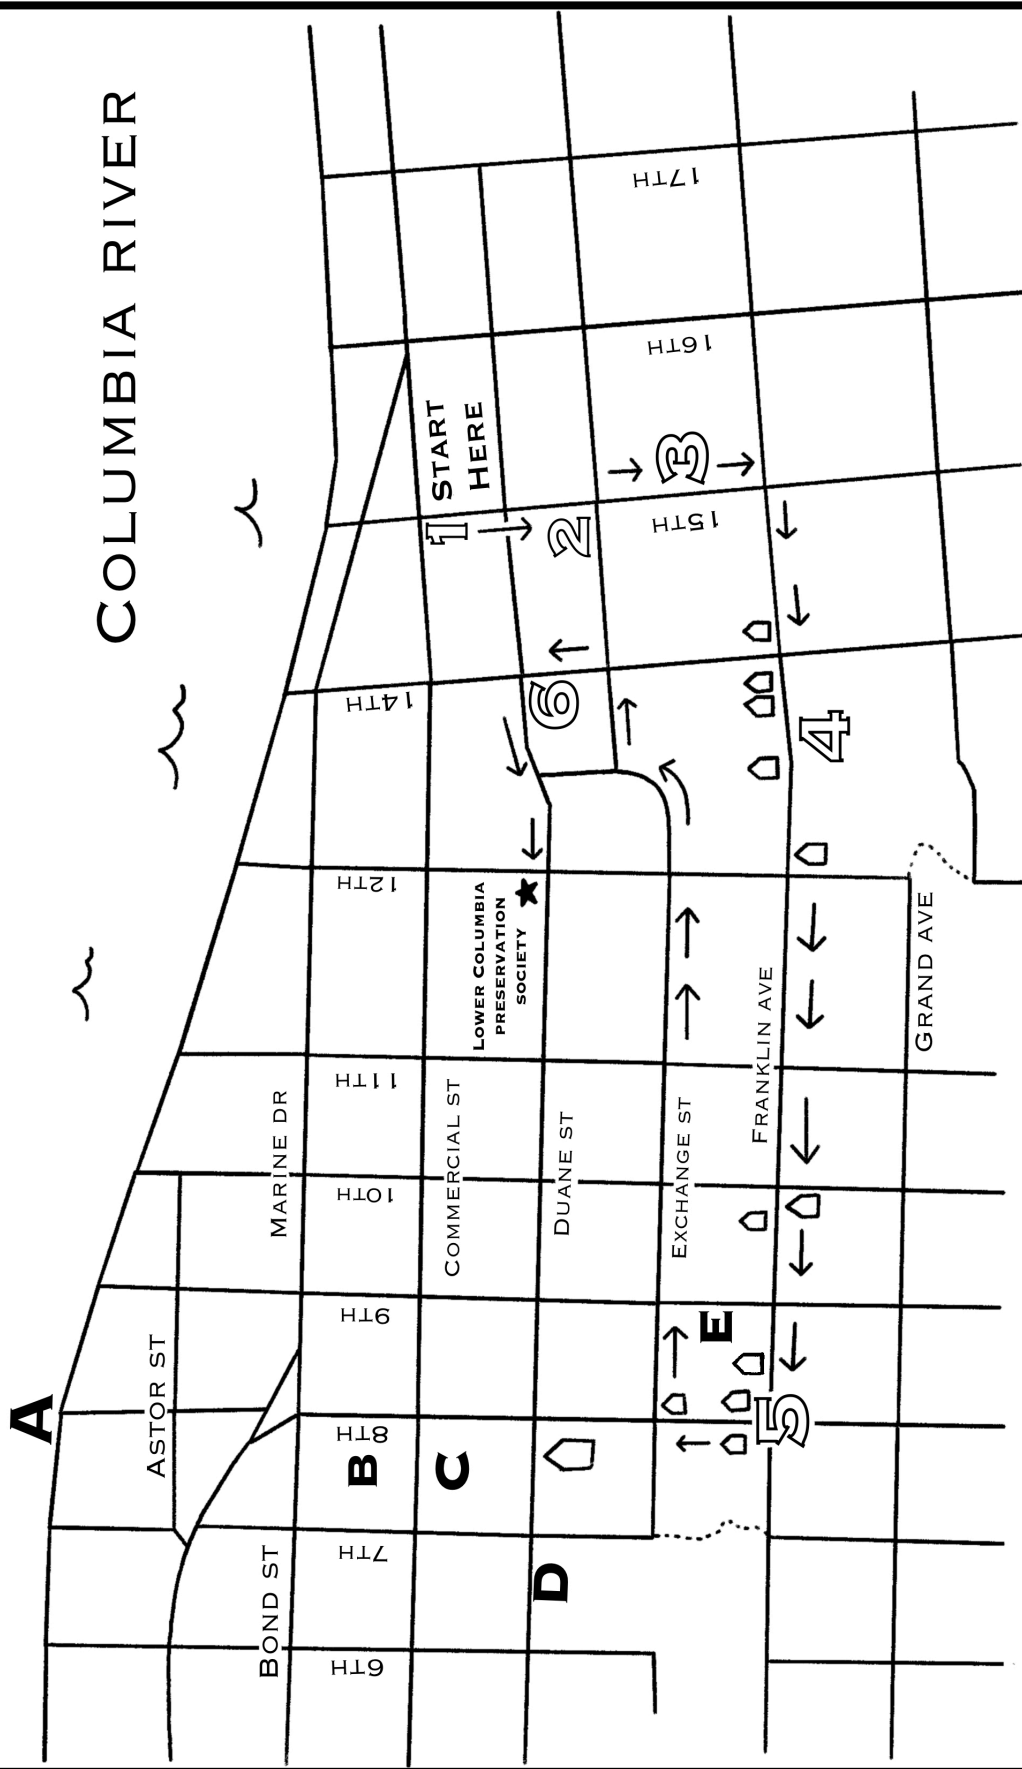 COLUMBIA RIVER
17TH
16TH
START
HERE
1
2
3
15TH
14TH
6
4
12TH
LOWER COLUMBIA
PRESERVATION
SOCIETY
GRAND AVE
FRANKLIN AVE
11TH
MARINE DR
COMMERCIAL ST
DUANE ST
EXCHANGE ST
10TH
9TH
E
ASTOR ST
A
8TH
B
C
5
7TH
BOND ST
D
6TH